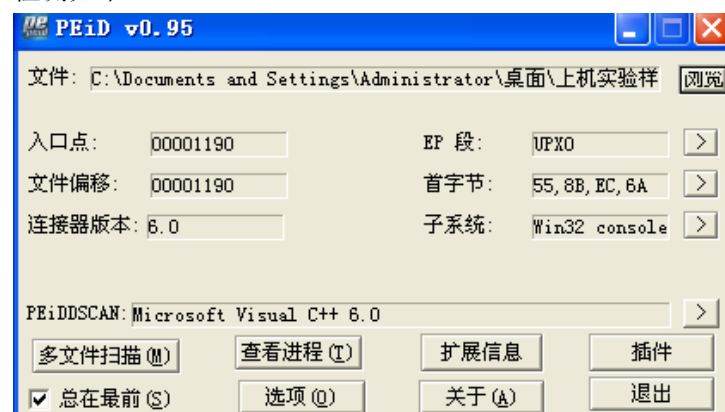 PEiD v0.95
文件: C:\Documents and Settings\Administrator\桌面\上机实验样 浏览
入口点: 00001190 EP 段: UPX0 >
文件偏移: 00001190 首字节: 55,8B,EC,6A >
连接器版本: 6.0 子系统: Win32 console >
PEiDDSCAN: Microsoft Visual C++ 6.0 >
多文件扫描(M) 查看进程(T) 扩展信息 插件
总在最前(S) 选项(O) 关于(A) 退出